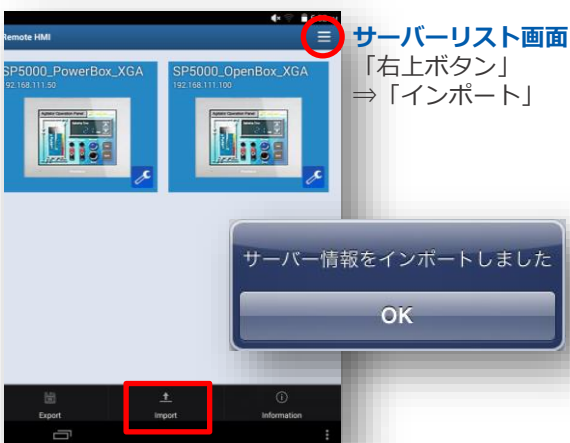 Remote HMI
SP5000_PowerBox_XGA
192.168.111.50
SP5000_OpenBox_XGA
192.168.111.100
サーバーリスト画面
「右上ボタン」
⇒「インポート」
サーバー情報をインポートしました
OK
Export
Import
Information